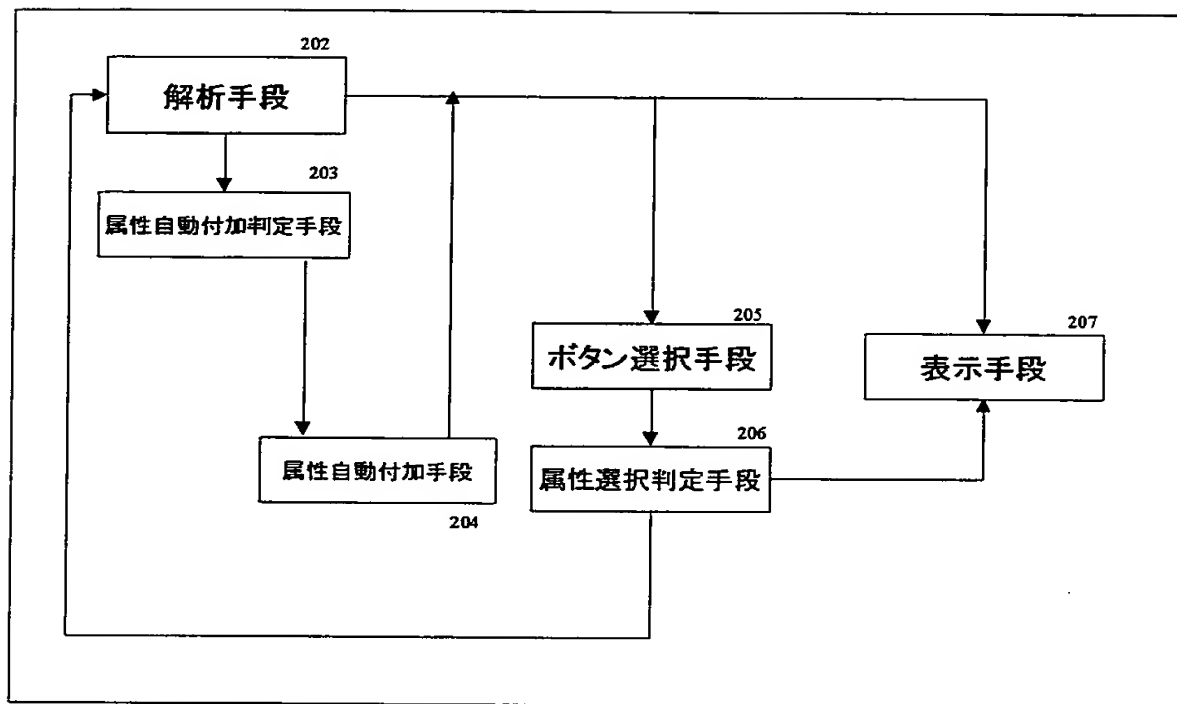 202
解析手段
203
属性自動付加判定手段
205
ボタン選択手段
207
表示手段
206
属性自動付加手段
属性選択判定手段
204